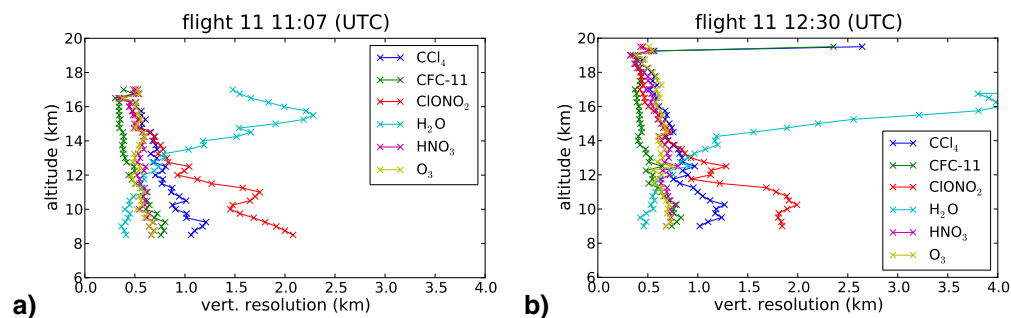 flight 11 11:07 (UTC)
20
18
16
14
12
10
8
6
altitude (km)
0.0 0.5 1.0 1.5 2.0 2.5 3.0 3.5 4.0
vert. resolution (km)
CCl₄
CFC-11
ClONO₂
H₂O
HNO₃
O₃
a)
flight 11 12:30 (UTC)
20
18
16
14
12
10
8
6
altitude (km)
0.0 0.5 1.0 1.5 2.0 2.5 3.0 3.5 4.0
vert. resolution (km)
CCl₄
CFC-11
ClONO₂
H₂O
HNO₃
O₃
b)